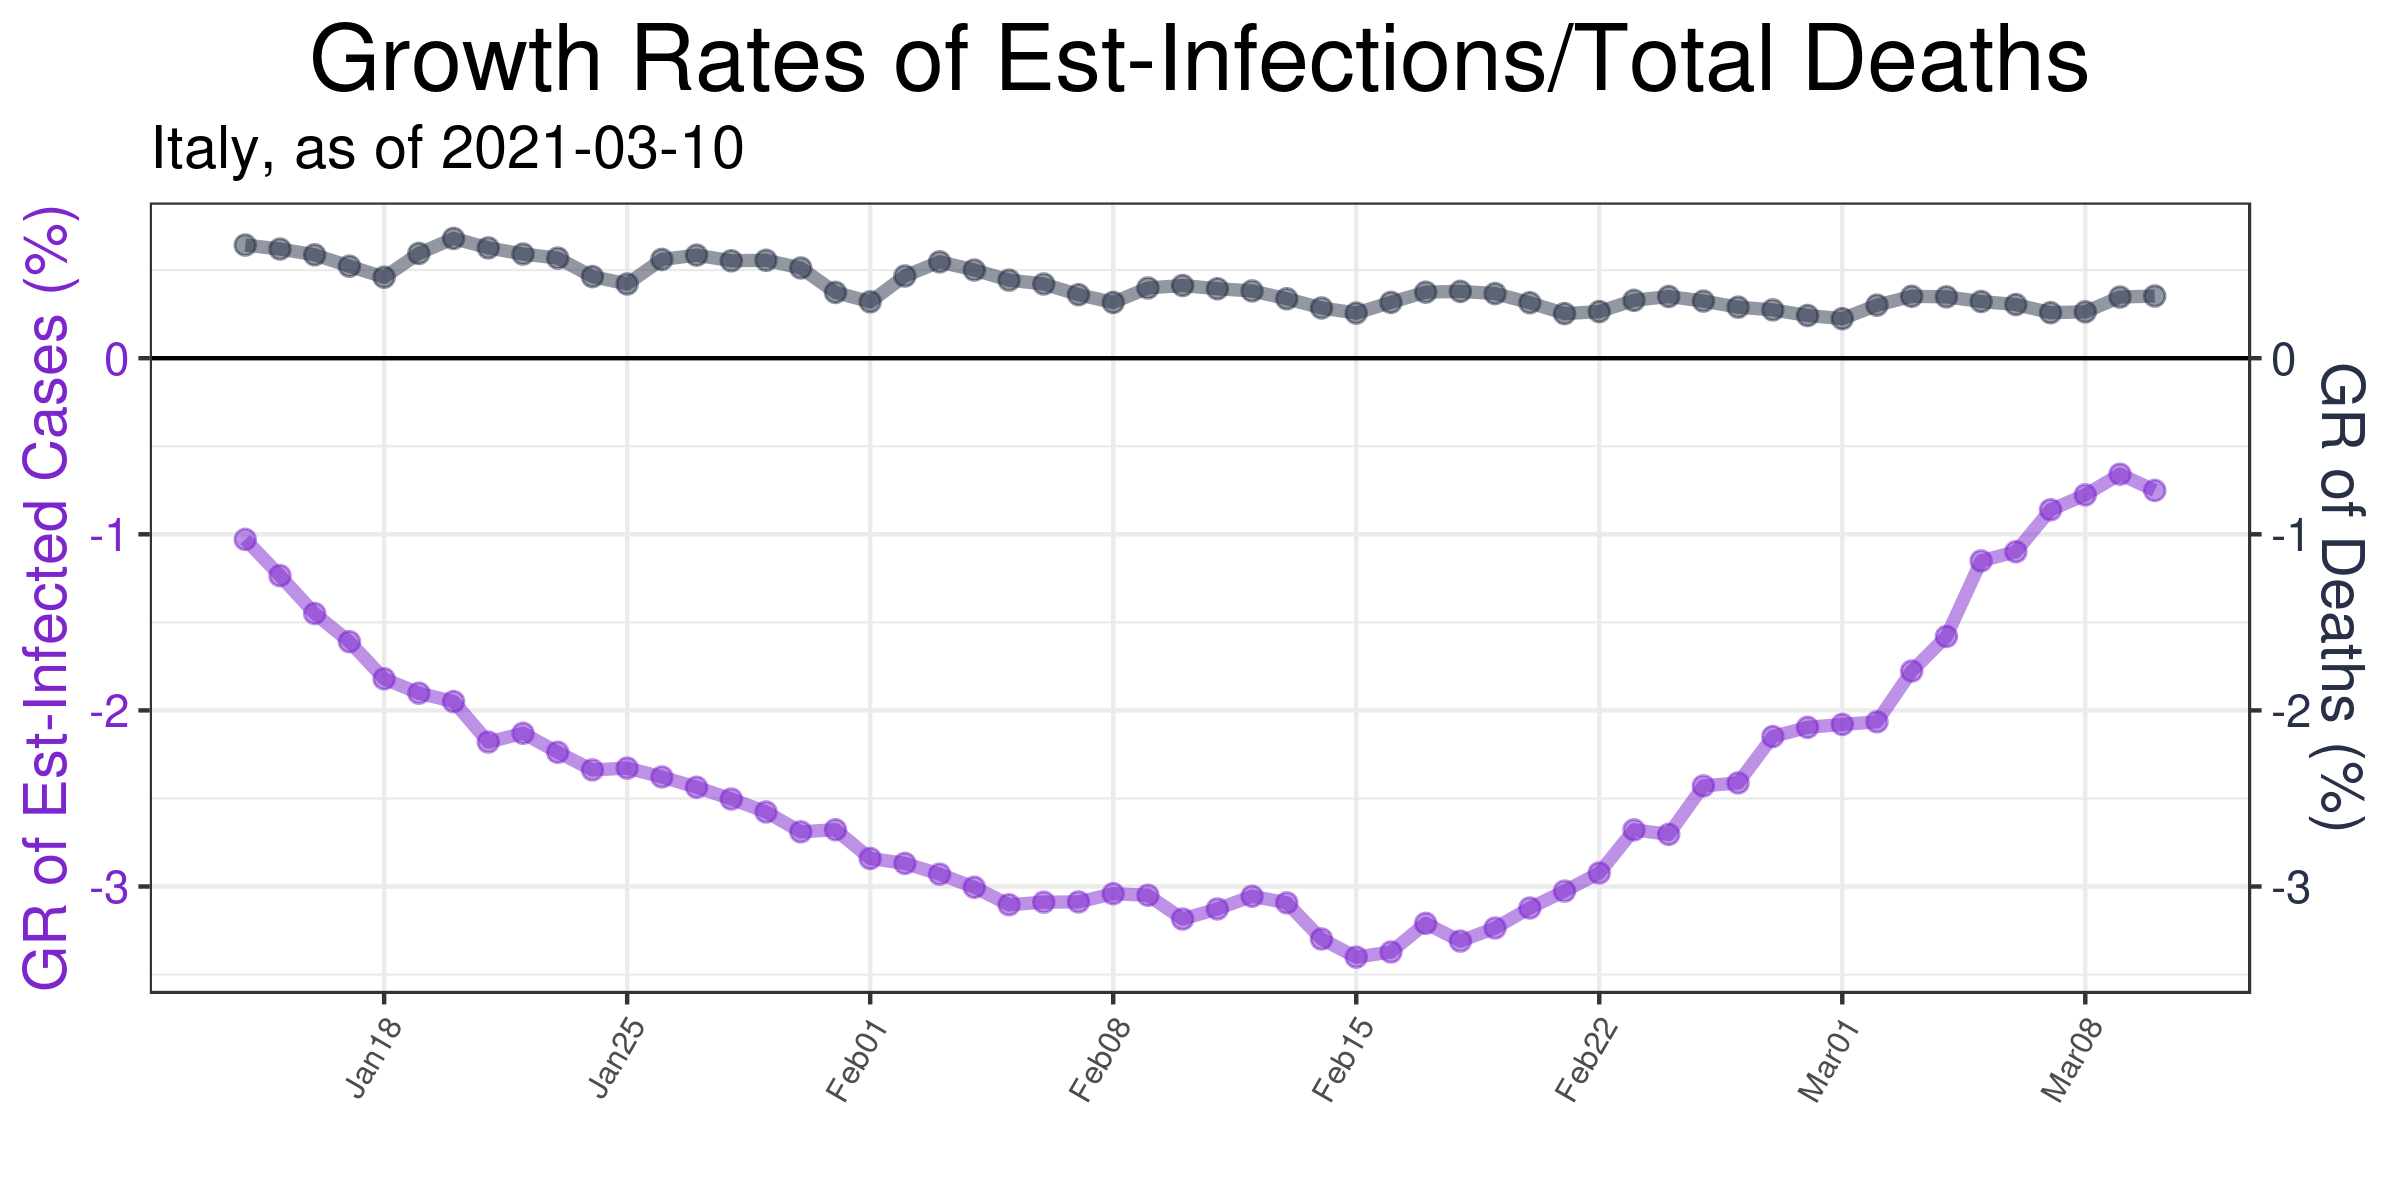 Growth Rates of Est-Infections/Total Deaths
Italy, as of 2021-03-10
GR of Est-Infected Cases (%)
0
-1
-2
-3
0
-1
-2
-3
GR of Deaths (%)
Jan18
Jan25
Feb01
Feb08
Feb15
Feb22
Mar01
Mar08